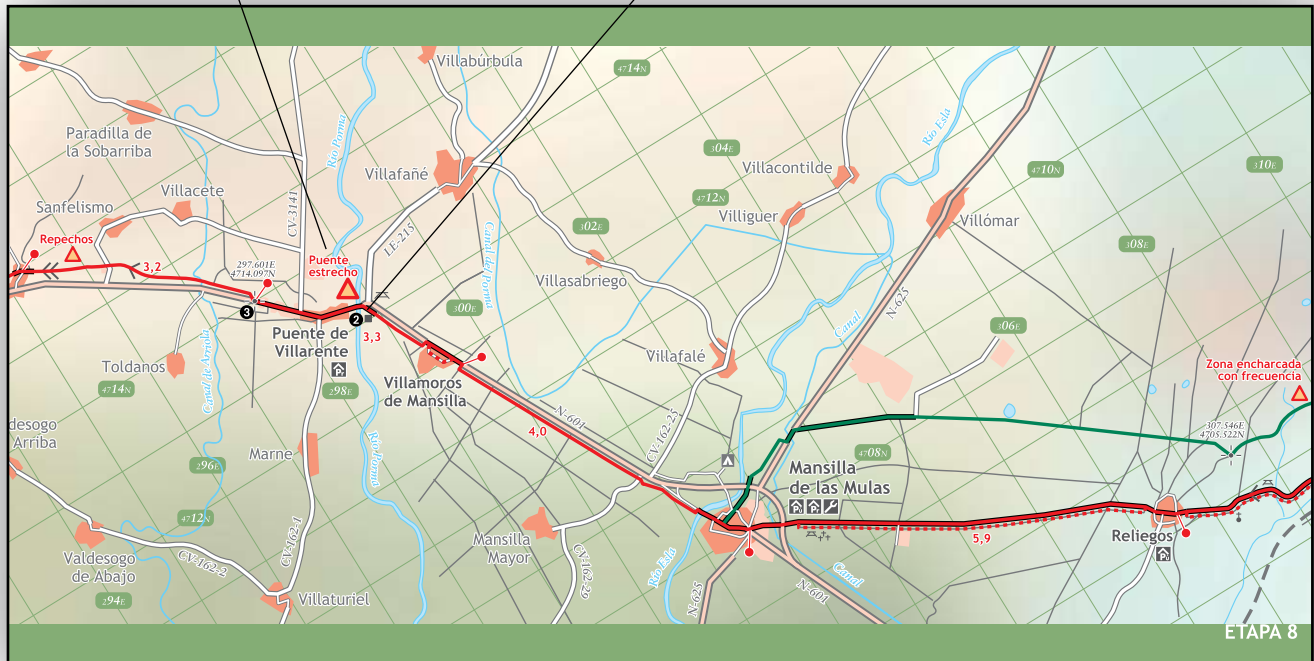 Villabúrbula
4714N
Río Esla
Paradilla de
la Sobarriba
Río Porma
304E
310E
Villafañé
Villacontilde
4710N
Villacete
4712N
Sanfelismo
CV-3141
Villiguer
Villómar
LE-215
302E
308E
Repechos
3,2
297.601E
4714.097N
Puente
estrecho
Canal del Porma
Villasabriego
N-625
3
2
300E
Canal
306E
Puente de
Villarente
3,3
Toldanos
Canal de Arriola
Villafalé
Zona encharcada
con frecuencia
4714N
298E
Villamoros
de Mansilla
N-601
desogo
Arriba
4,0
CV-162-25
307.546E
4705.522N
Marne
Río Porma
4708N
296E
Mansilla
de las Mulas
4712N
Mansilla
Mayor
5,9
Reliegos
Valdesogo
de Abajo
CV-162-2
CV-162-1
CV-162-26
Río Esla
Canal
N-601
294E
Villaturiel
N-625
ETAPA 8